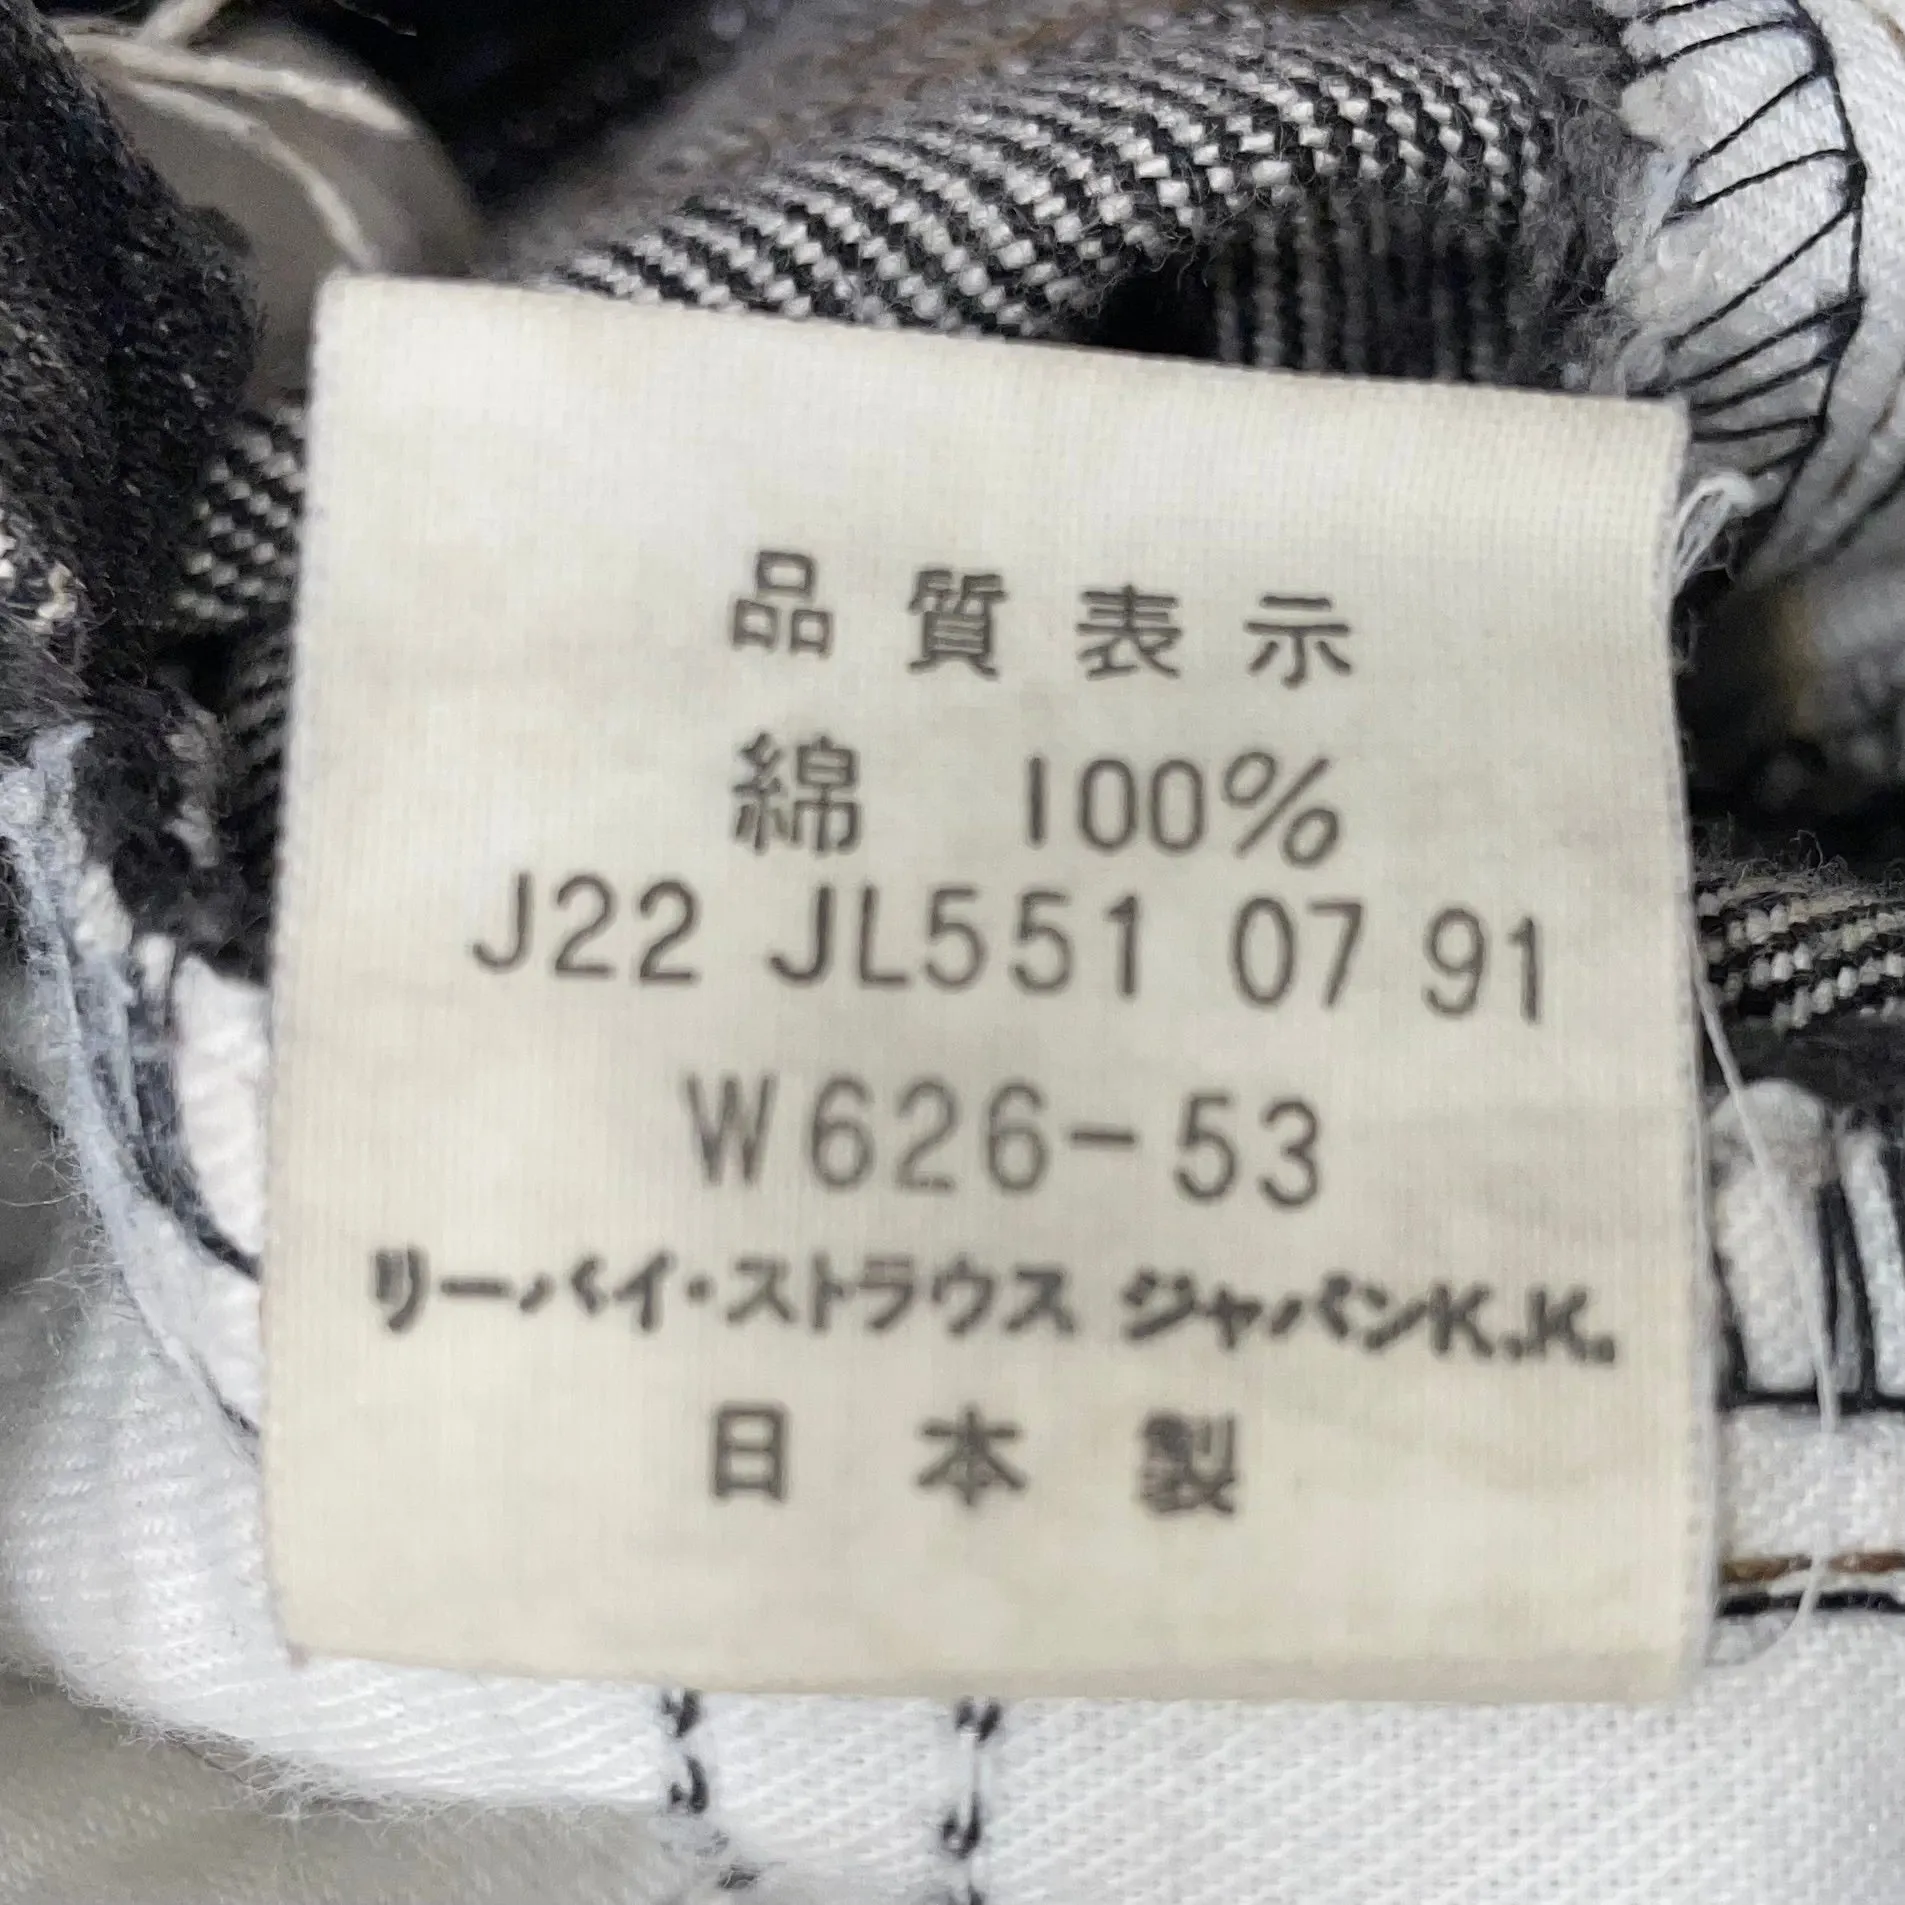 品質表示
綿 100%
J22 JL551 07 91
W626-53
リーバイ・ストラウス ジャパンK.K.
日本製